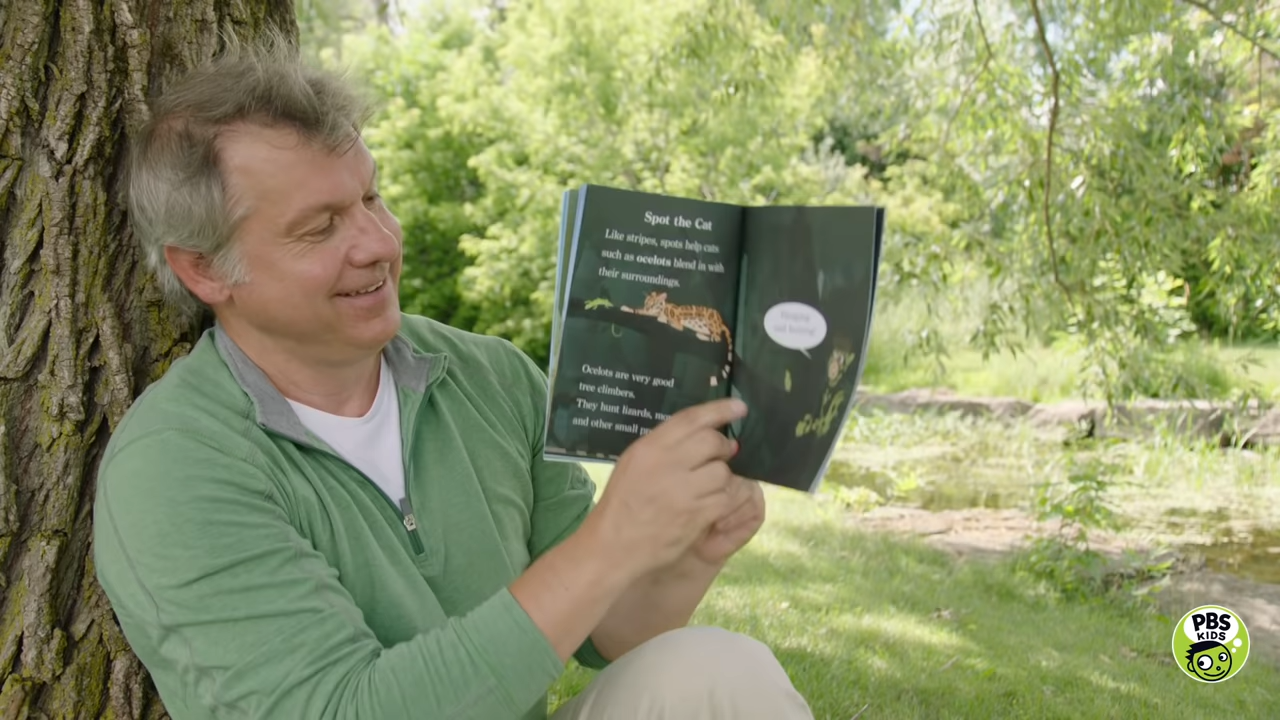 Spot the Cat
Like stripes, spots help cats
such as ocelots blend in with
their surroundings.
Ocelots are very good
tree climbers.
They hunt lizards,
and other small
PBS
KIDS